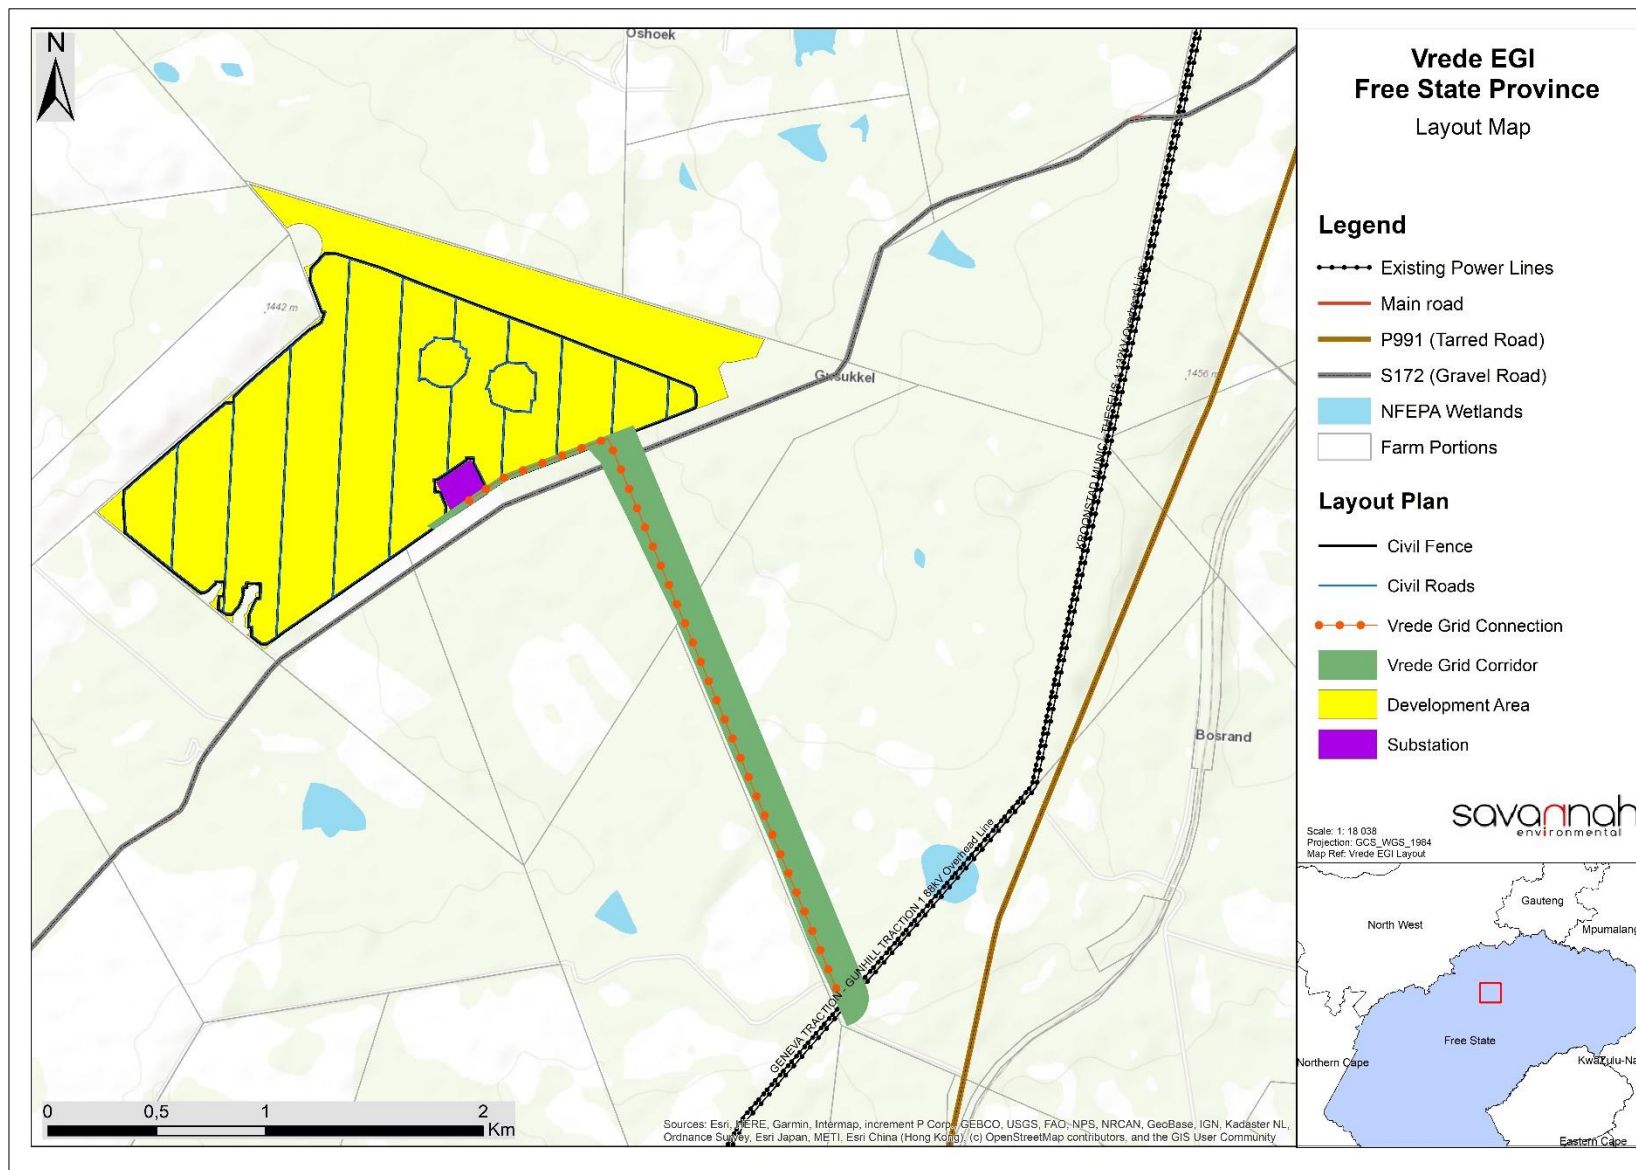 N
Oshoek
1442 m
Gusukkel
1456 m
KROONSTAD MUNIC - THESEUS 1 132kV Overhead Line
Bosrand
GENEVA TRACTION - GUNHILL TRACTION 1 88kV Overhead Line
0 0,5 1 2
Km
Sources: Esri, HERE, Garmin, Intermap, increment P Corp., GEBCO, USGS, FAO, NPS, NRCAN, GeoBase, IGN, Kadaster NL,
Ordnance Survey, Esri Japan, METI, Esri China (Hong Kong), (c) OpenStreetMap contributors, and the GIS User Community
Vrede EGI
Free State Province
Layout Map
Legend
Existing Power Lines
Main road
P991 (Tarred Road)
S172 (Gravel Road)
NFEPA Wetlands
Farm Portions
Layout Plan
Civil Fence
Civil Roads
Vrede Grid Connection
Vrede Grid Corridor
Development Area
Substation
savannah
environmental
Scale: 1: 18 038
Projection: GCS_WGS_1984
Map Ref: Vrede EGI Layout
Gauteng
North West
Mpumalang
Free State
Northern Cape
KwaZulu-Na
Eastern Cape